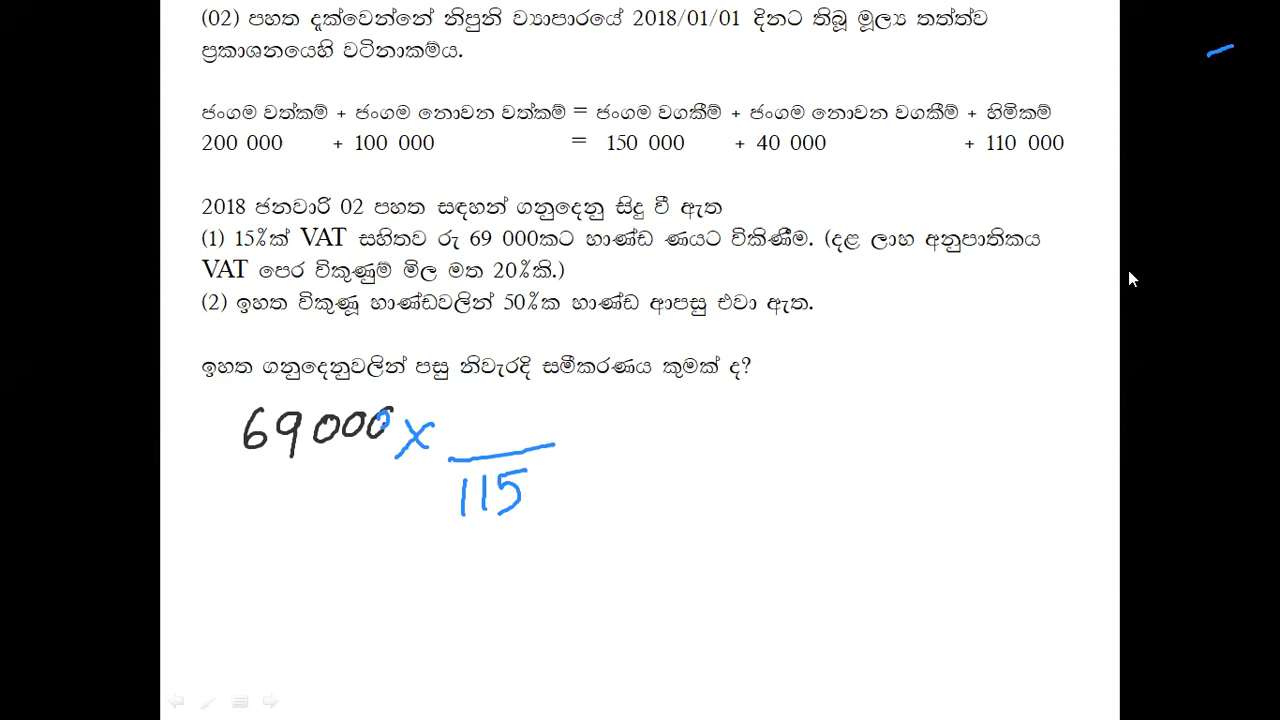 (02) පහත දැක්වෙන්නේ නිපුනි ව්‍යාපාරයේ 2018/01/01 දිනට තිබූ මූල්‍ය තත්ත්ව
ප්‍රකාශනයෙහි වටිනාකම්ය.
ජංගම වත්කම් + ජංගම නොවන වත්කම් = ජංගම වගකීම් + ජංගම නොවන වගකීම් + හිමිකම්
200 000 + 100 000 = 150 000 + 40 000 + 110 000
2018 ජනවාරි 02 පහත සඳහන් ගනුදෙනු සිදු වී ඇත
(1) 15%ක් VAT සහිතව රු 69 000කට භාණ්ඩ ණයට විකිණීම. (දළ ලාභ අනුපාතිකය
VAT පෙර විකුණුම් මිල මත 20%කි.)
(2) ඉහත විකුණූ භාණ්ඩවලින් 50%ක භාණ්ඩ ආපසු එවා ඇත.
ඉහත ගනුදෙනුවලින් පසු නිවැරදි සමීකරණය කුමක් ද?
69000 x
115